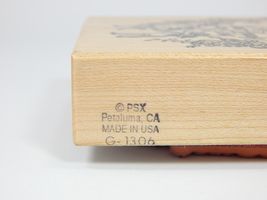 © PSX
Petaluma, CA
MADE IN USA
G-1306